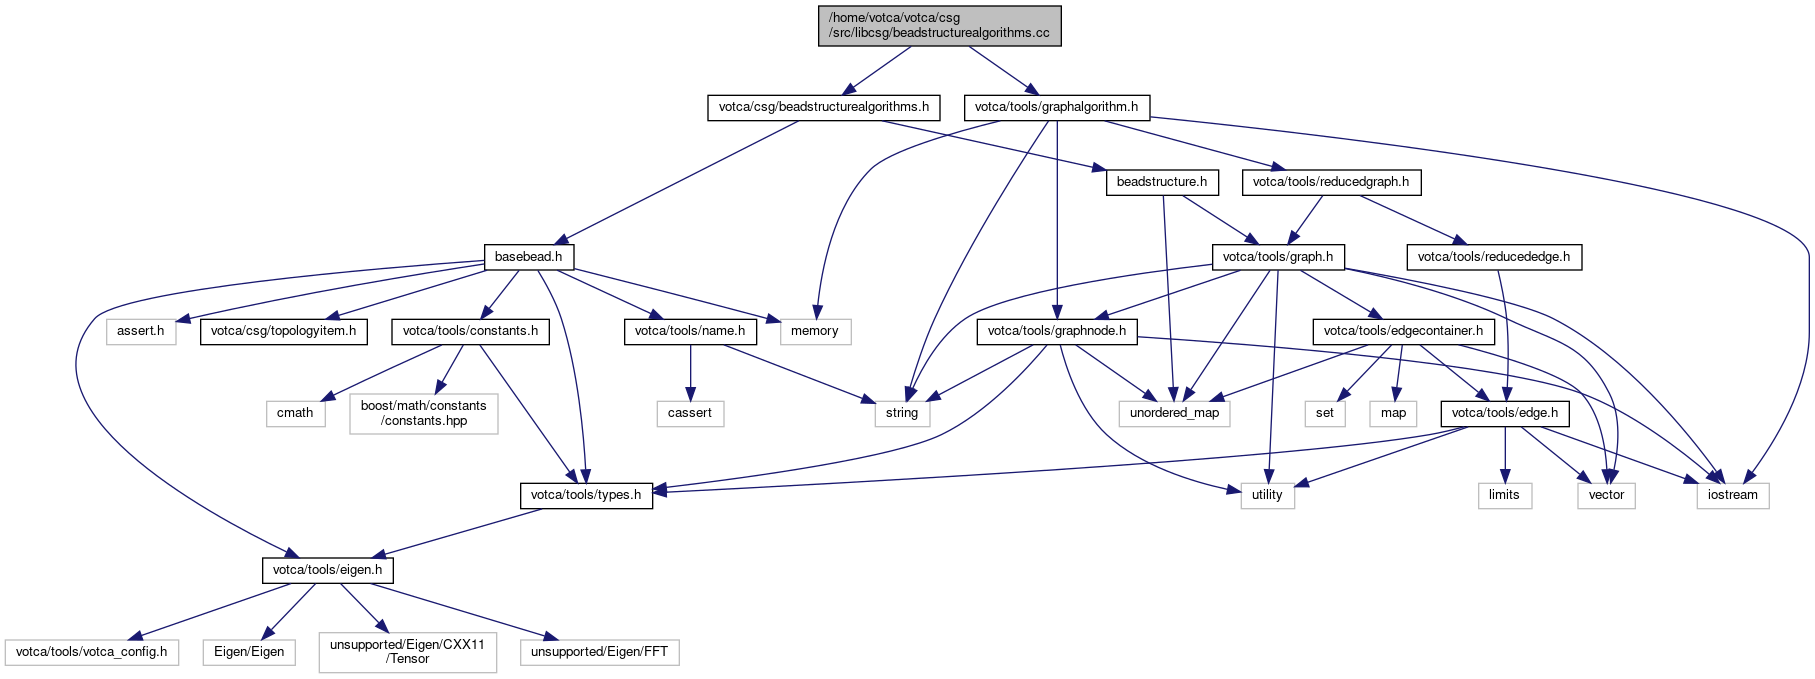 /home/votca/votca/csg
/src/libcsg/beadstructurealgorithms.cc
votca/csg/beadstructurealgorithms.h
votca/tools/graphalgorithm.h
beadstructure.h
votca/tools/reducedgraph.h
basebead.h
votca/tools/graph.h
votca/tools/reducededge.h
assert.h
votca/csg/topologyitem.h
votca/tools/constants.h
votca/tools/name.h
memory
votca/tools/graphnode.h
votca/tools/edgecontainer.h
cmath
boost/math/constants
/constants.hpp
cassert
string
unordered_map
set
map
votca/tools/edge.h
votca/tools/types.h
utility
limits
vector
iostream
votca/tools/eigen.h
votca/tools/votca_config.h
Eigen/Eigen
unsupported/Eigen/CXX11
/Tensor
unsupported/Eigen/FFT